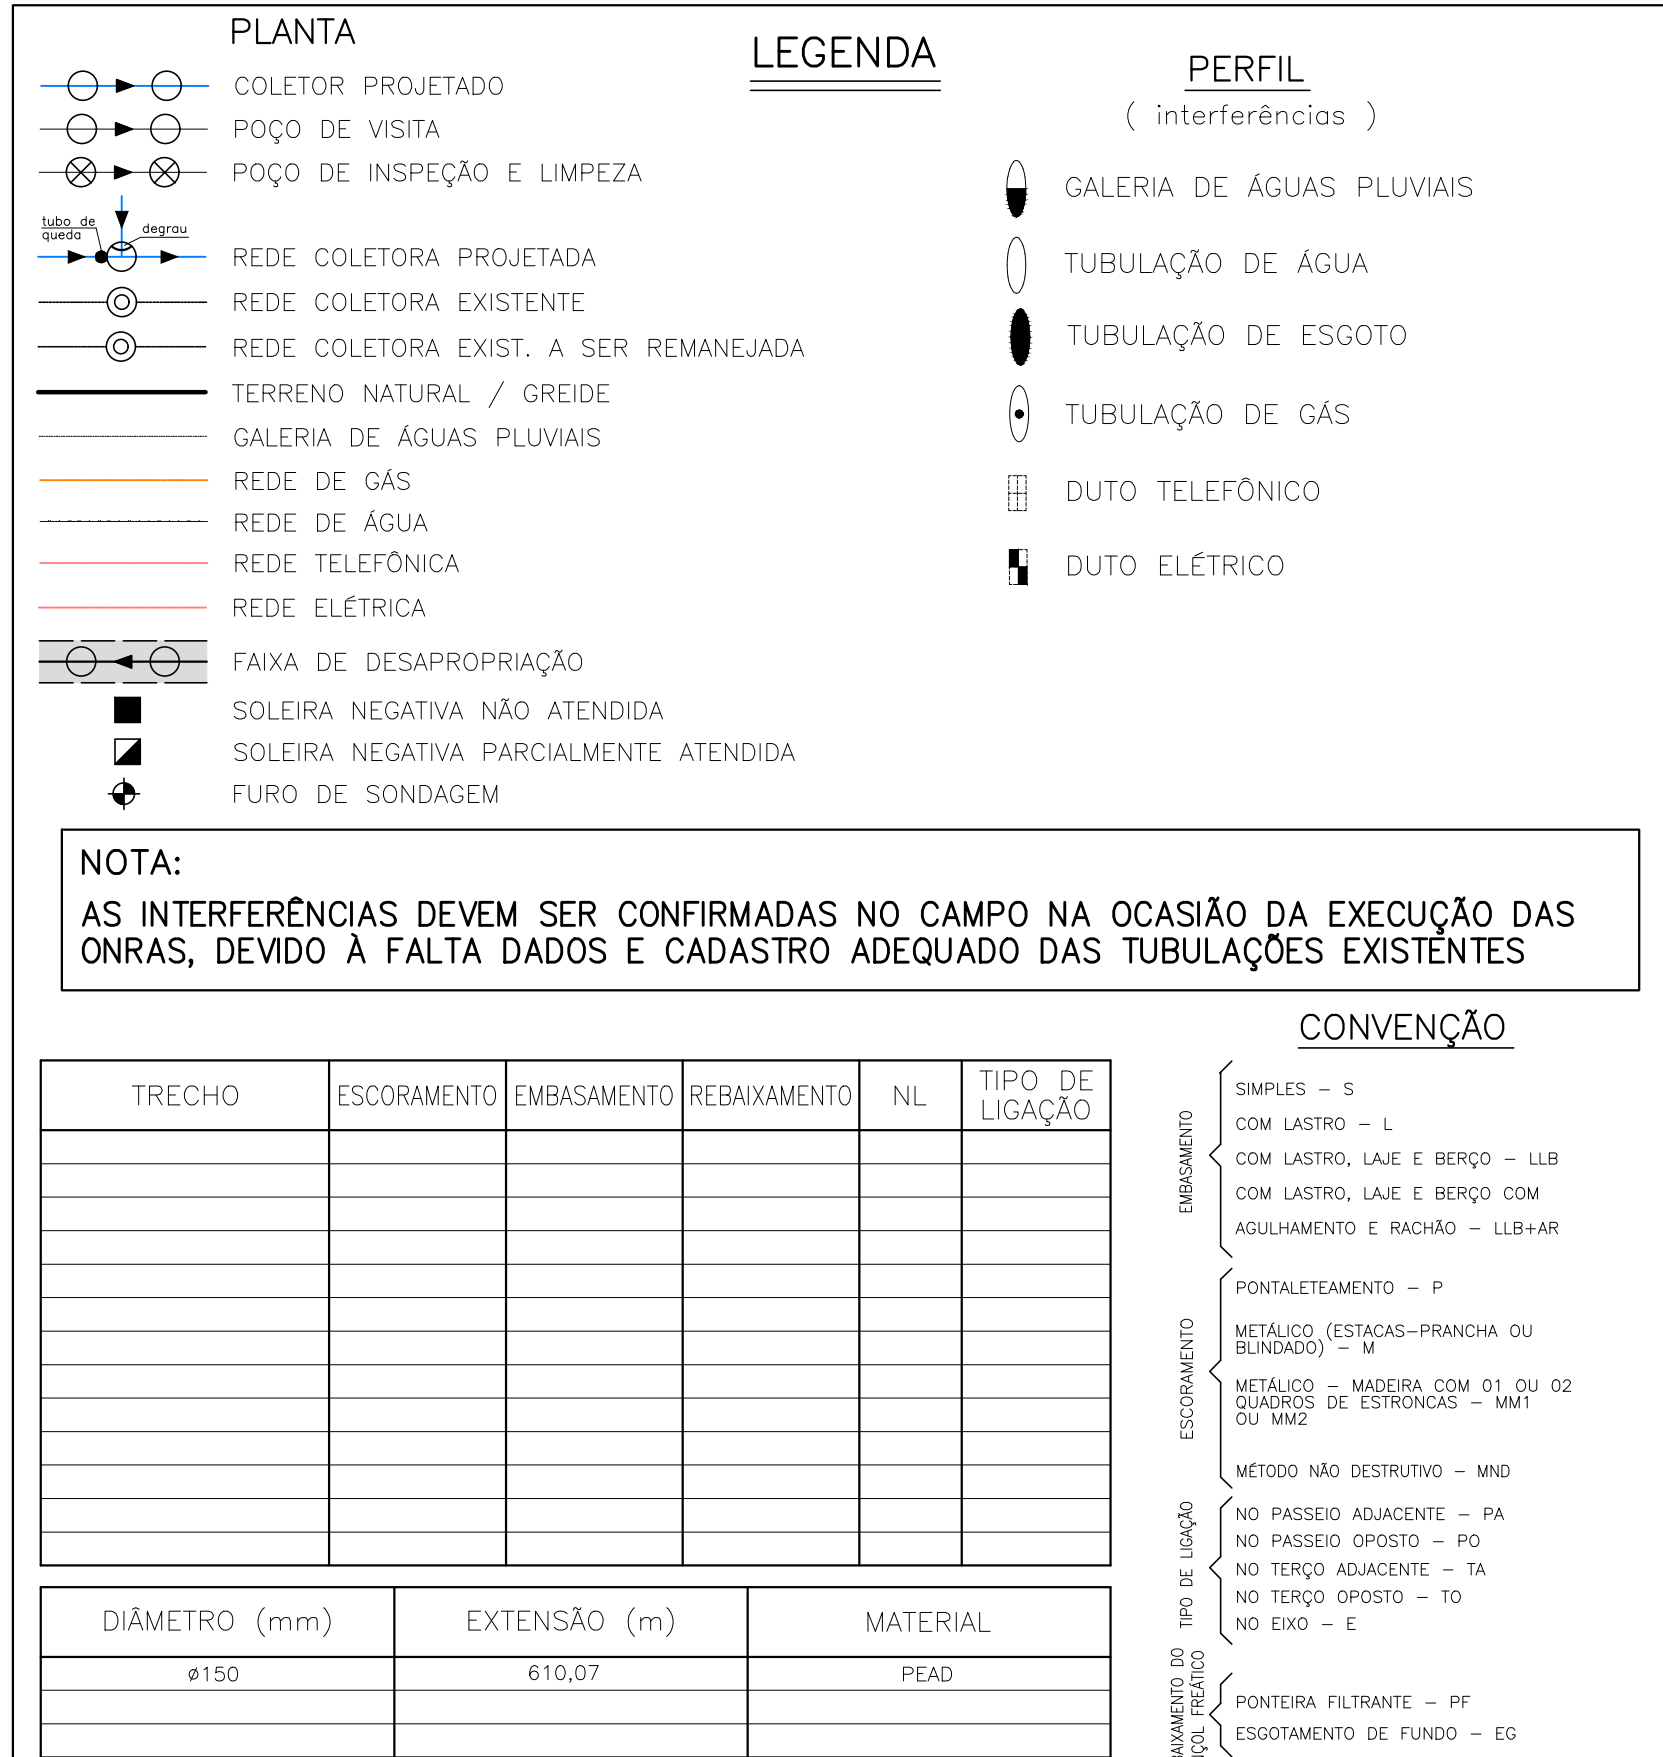 PLANTA
LEGENDA
COLETOR PROJETADO
POÇO DE VISITA
POÇO DE INSPEÇÃO E LIMPEZA
tubo de
queda
degrau
REDE COLETORA PROJETADA
REDE COLETORA EXISTENTE
REDE COLETORA EXIST. A SER REMANEJADA
TERRENO NATURAL / GREIDE
GALERIA DE ÁGUAS PLUVIAIS
REDE DE GÁS
REDE DE ÁGUA
REDE TELEFÔNICA
REDE ELÉTRICA
FAIXA DE DESAPROPRIAÇÃO
SOLEIRA NEGATIVA NÃO ATENDIDA
SOLEIRA NEGATIVA PARCIALMENTE ATENDIDA
FURO DE SONDAGEM
PERFIL
( interferências )
GALERIA DE ÁGUAS PLUVIAIS
TUBULAÇÃO DE ÁGUA
TUBULAÇÃO DE ESGOTO
TUBULAÇÃO DE GÁS
DUTO TELEFÔNICO
DUTO ELÉTRICO
NOTA:
AS INTERFERÊNCIAS DEVEM SER CONFIRMADAS NO CAMPO NA OCASIÃO DA EXECUÇÃO DAS
ONRAS, DEVIDO À FALTA DADOS E CADASTRO ADEQUADO DAS TUBULAÇÕES EXISTENTES
TRECHO ESCORAMENTO EMBASAMENTO REBAIXAMENTO NL TIPO DE
LIGAÇÃO
DIÂMETRO (mm) EXTENSÃO (m) MATERIAL
ø150 610,07 PEAD
CONVENÇÃO
EMBASAMENTO
SIMPLES – S
COM LASTRO – L
COM LASTRO, LAJE E BERÇO – LLB
COM LASTRO, LAJE E BERÇO COM
AGULHAMENTO E RACHÃO – LLB+AR
ESCORAMENTO
PONTALETEAMENTO – P
METÁLICO (ESTACAS–PRANCHA OU
BLINDADO) – M
METÁLICO – MADEIRA COM 01 OU 02
QUADROS DE ESTRONCAS – MM1
OU MM2
MÉTODO NÃO DESTRUTIVO – MND
TIPO DE LIGAÇÃO
NO PASSEIO ADJACENTE – PA
NO PASSEIO OPOSTO – PO
NO TERÇO ADJACENTE – TA
NO TERÇO OPOSTO – TO
NO EIXO – E
DO
FREÁTICO
PONTEIRA FILTRANTE – PF
ESGOTAMENTO DE FUNDO – EG